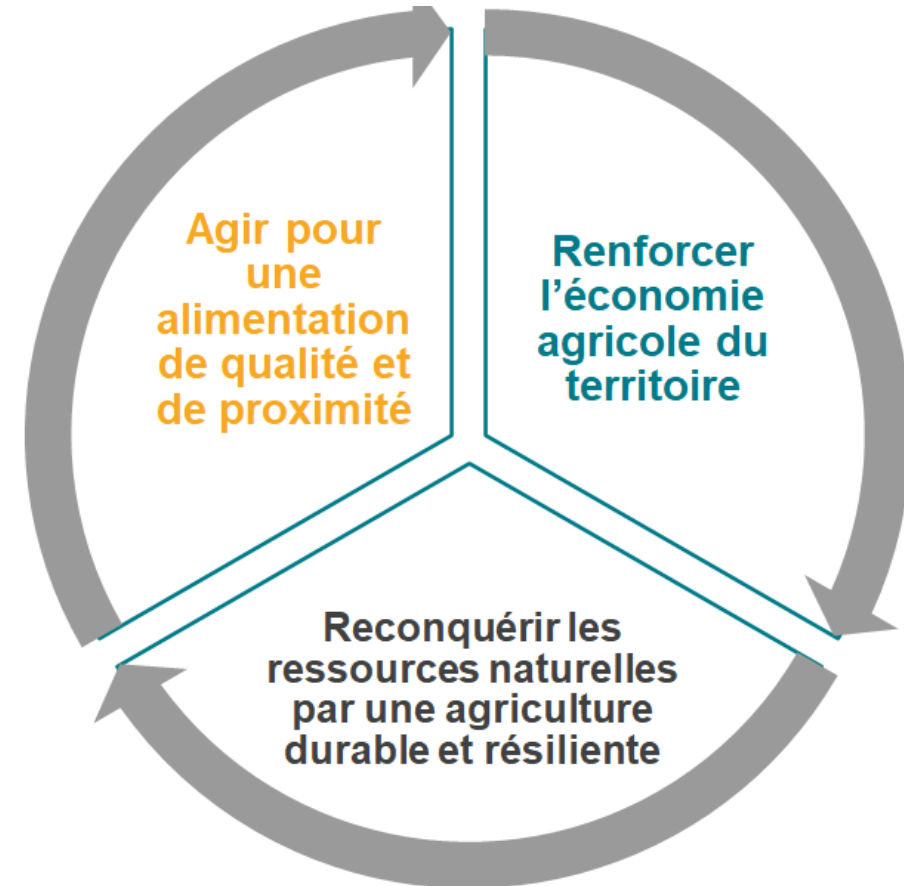 Agir pour
une
alimentation
de qualité et
de proximité
Renforcer
l’économie
agricole du
territoire
Reconquérir les
ressources naturelles
par une agriculture
durable et résiliente